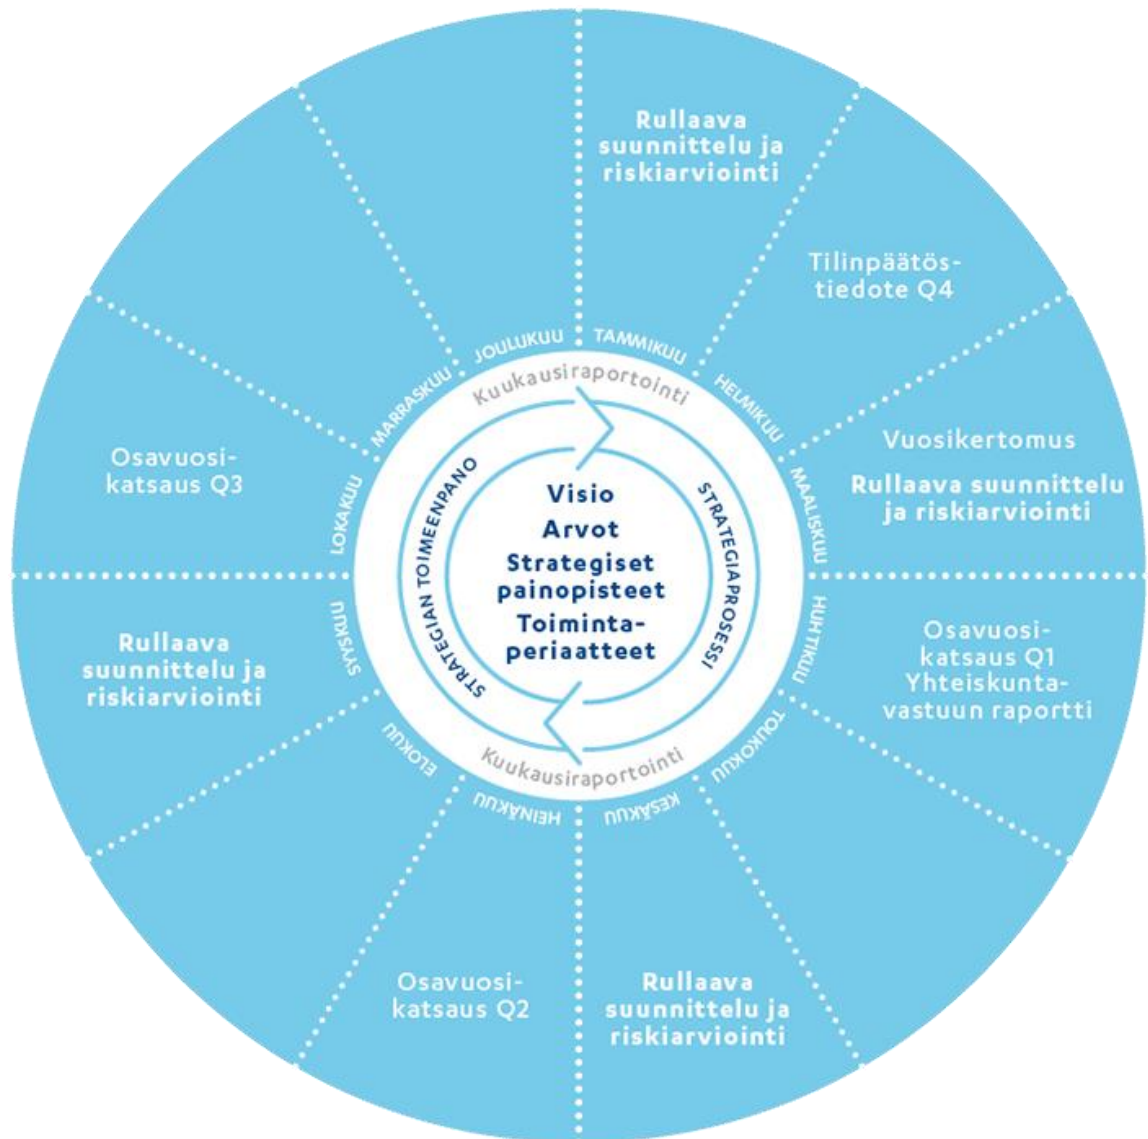 Rullaava
suunnittelu ja
riskiarviointi
Tilinpäätös-
tiedote Q4
Vuosikertomus
Rullaava suunnittelu
ja riskiarviointi
Osavuosi-
katsaus Q1
Yhteiskunta-
vastuun raportti
Rullaava
suunnittelu ja
riskiarviointi
Osavuosi-
katsaus Q2
Rullaava
suunnittelu ja
riskiarviointi
Osavuosi-
katsaus Q3
TAMMIKUU
HELMIKUU
MAALISKUU
HUHTIKUU
TOUKOKUU
KESÄKUU
HEINÄKUU
ELOKUU
SYYSKUU
LOKAKUU
MARRASKUU
JOULUKUU
Kuukausiraportointi
STRATEGIAPROSESSI
Kuukausiraportointi
STRATEGIAN TOIMEENPANO
Visio
Arvot
Strategiset
painopisteet
Toiminta-
periaatteet